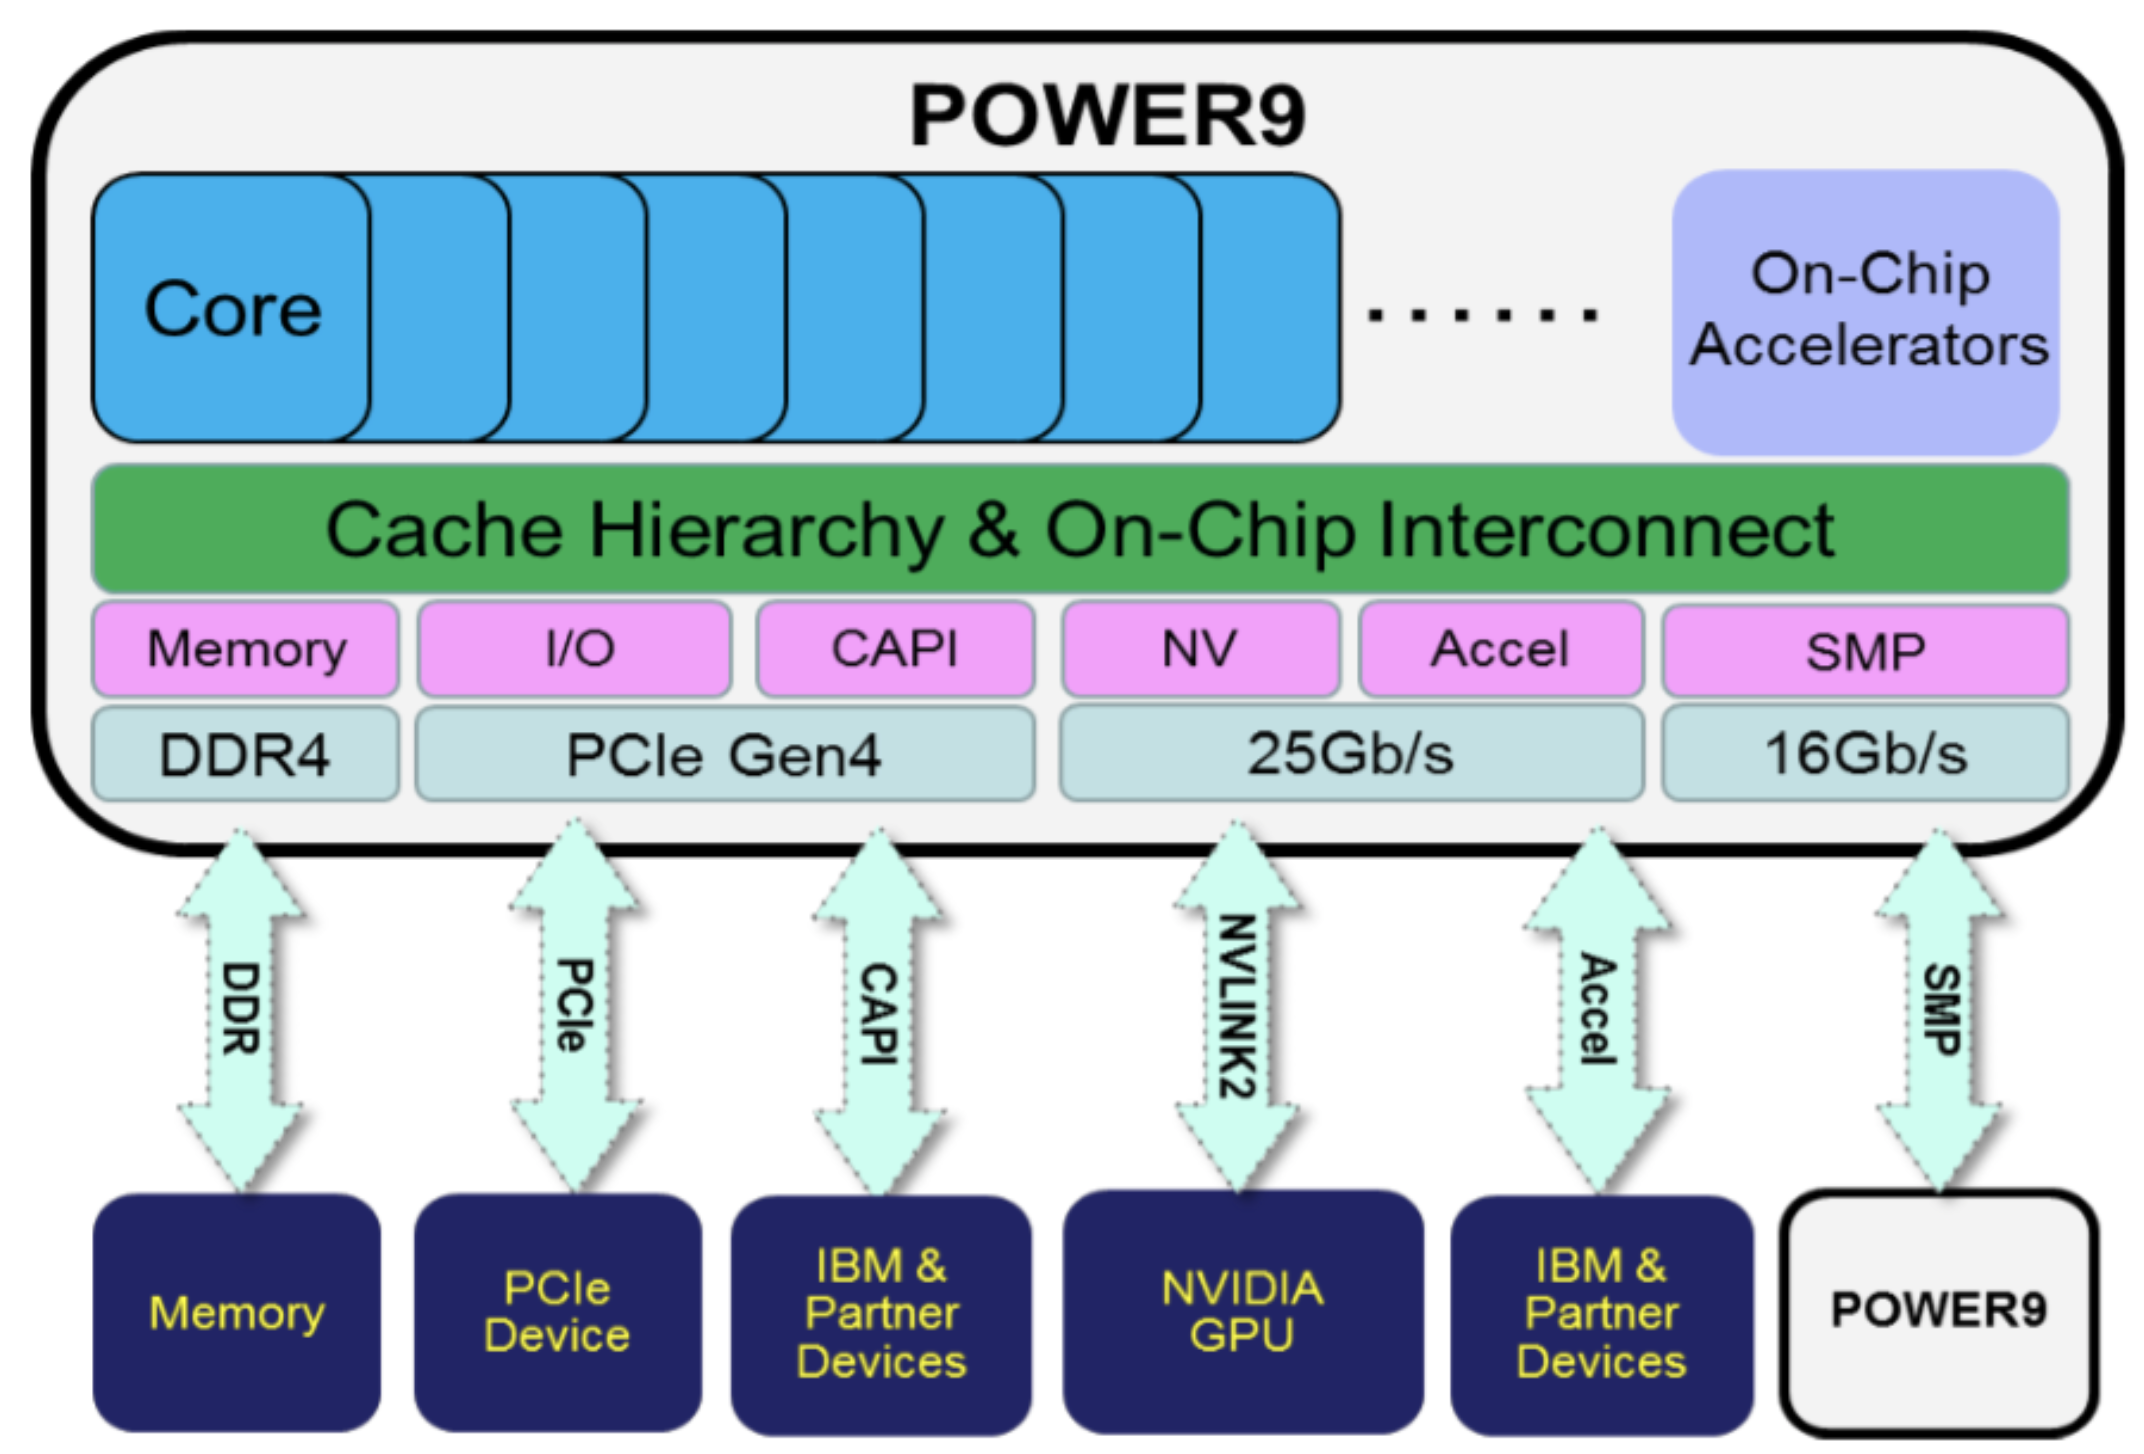 POWER9
Core
On-Chip
Accelerators
Cache Hierarchy & On-Chip Interconnect
Memory
I/O
CAPI
NV
Accel
SMP
DDR4
PCIe Gen4
25Gb/s
16Gb/s
DDR
PCIe
CAPI
NVLINK2
Accel
SMP
Memory
PCIe
Device
IBM &
Partner
Devices
NVIDIA
GPU
IBM &
Partner
Devices
POWER9